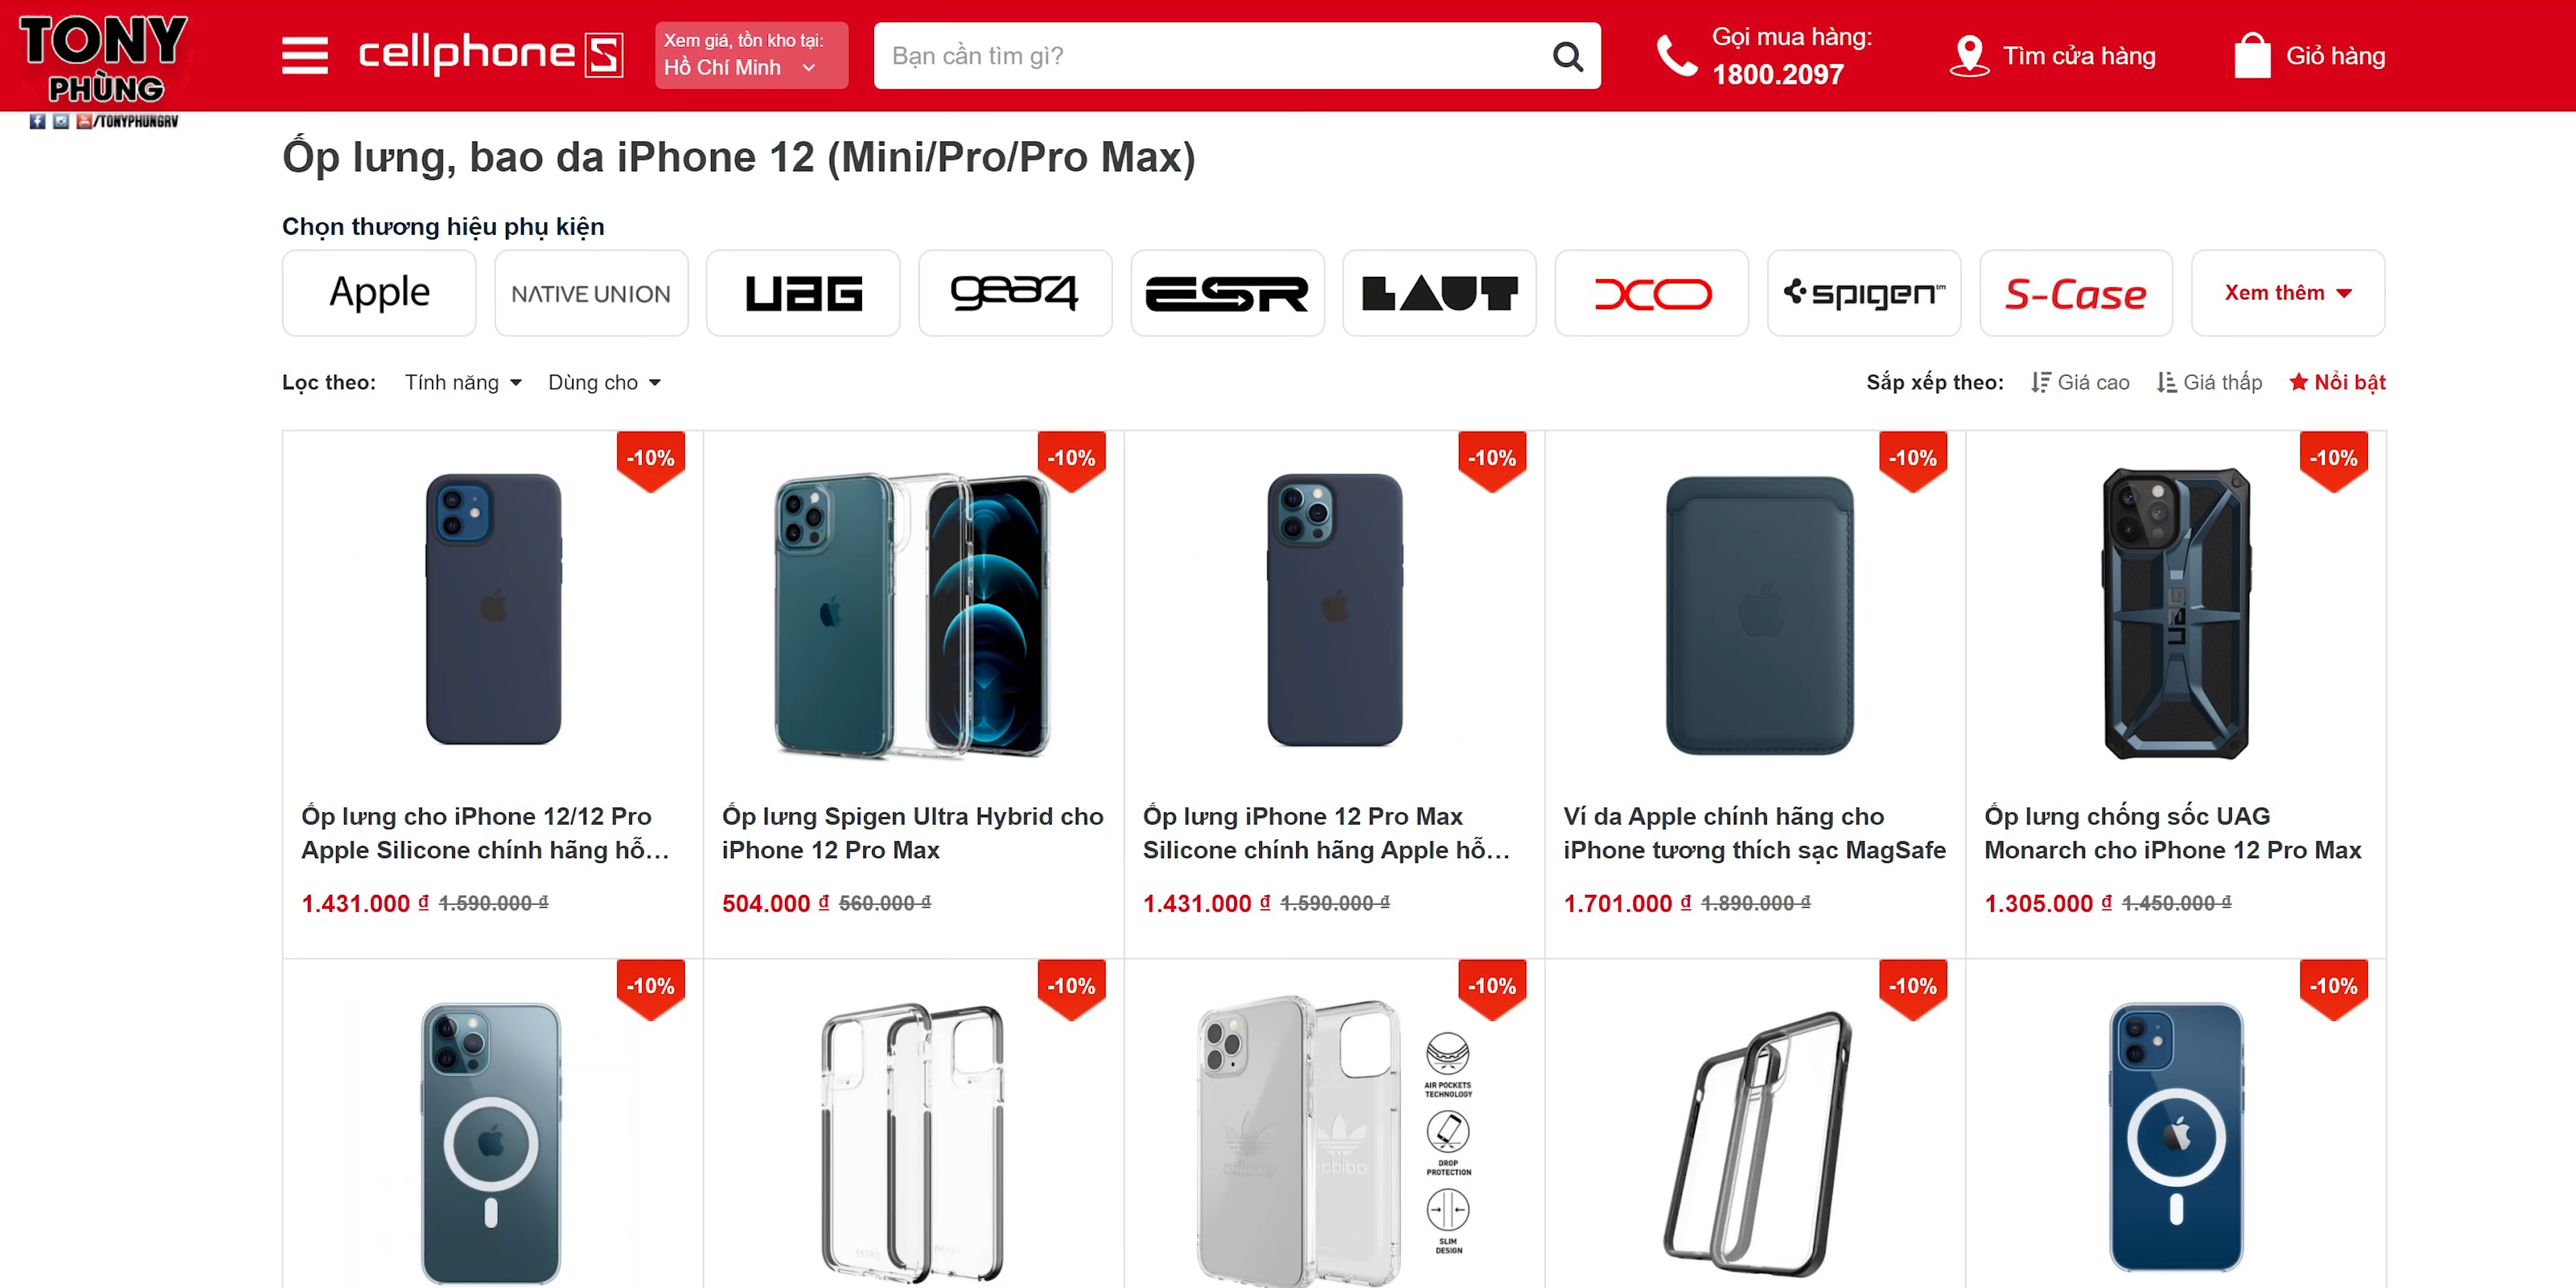 TONY
PHÙNG
/TONYPHUNGRV
cellphoneS
Xem giá, tồn kho tại:
Hồ Chí Minh
Bạn cần tìm gì?
Gọi mua hàng:
1800.2097
Tìm cửa hàng
Giỏ hàng
Ốp lưng, bao da iPhone 12 (Mini/Pro/Pro Max)
Chọn thương hiệu phụ kiện
Apple
NATIVE UNION
UAG
gear4
ESR
LAUT
XO
spigen™
S-Case
Xem thêm
Lọc theo: Tính năng Dùng cho
Sắp xếp theo: Giá cao Giá thấp Nổi bật
-10%
-10%
-10%
-10%
-10%
UAG
Ốp lưng cho iPhone 12/12 Pro
Apple Silicone chính hãng hỗ...
1.431.000 ₫ 1.590.000 ₫
Ốp lưng Spigen Ultra Hybrid cho
iPhone 12 Pro Max
504.000 ₫ 560.000 ₫
Ốp lưng iPhone 12 Pro Max
Silicone chính hãng Apple hỗ...
1.431.000 ₫ 1.590.000 ₫
Ví da Apple chính hãng cho
iPhone tương thích sạc MagSafe
1.701.000 ₫ 1.890.000 ₫
Ốp lưng chống sốc UAG
Monarch cho iPhone 12 Pro Max
1.305.000 ₫ 1.450.000 ₫
-10%
-10%
-10%
-10%
-10%
adidas
adidas
AIR POCKETS
TECHNOLOGY
DROP
PROTECTION
SLIM
DESIGN